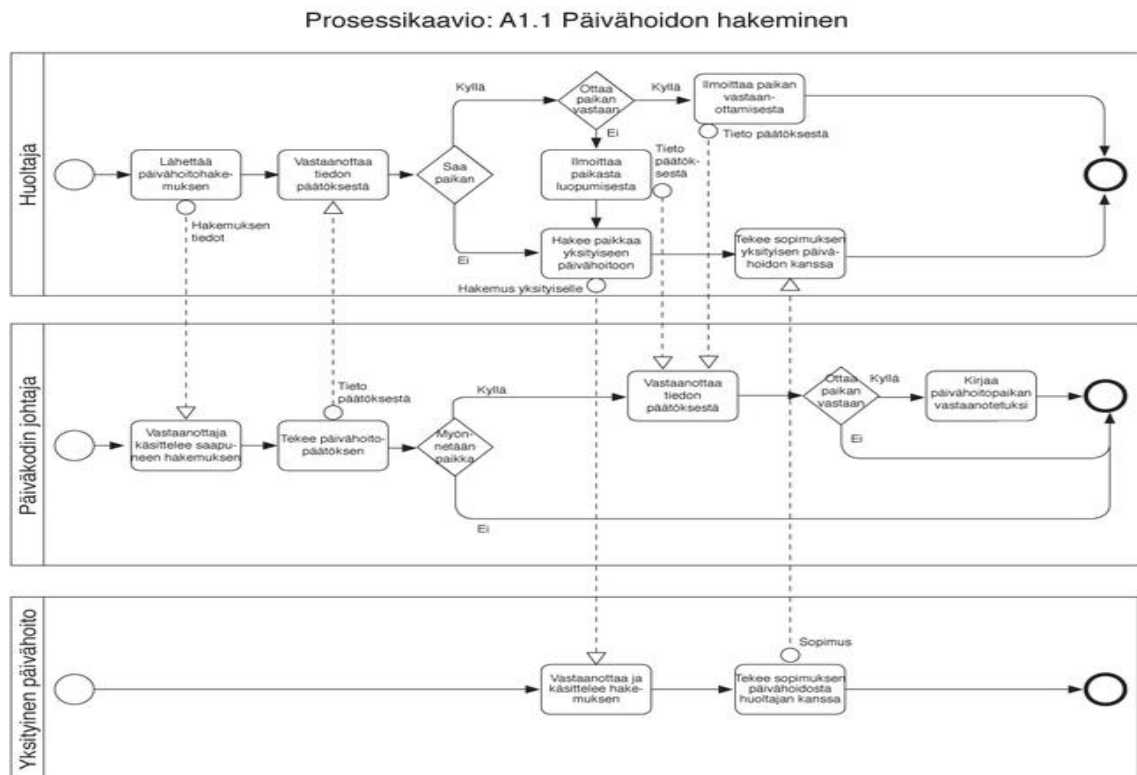 Prosessikaavio: A1.1 Päivähoidon hakeminen
Huoltaja
Lähettää
päivähoitohake-
muksen
Hakemuksen
tiedot
Vastaanottaa
tiedon
päätöksestä
Saa
paikan
Kyllä
Ei
Ottaa
paikan
vastaan
Kyllä
Ei
Ilmoittaa paikan
vastaan-
ottamisesta
Tieto päätöksestä
Ilmoittaa
paikasta
luopumisesta
Tieto
päätök-
sestä
Hakee paikkaa
yksityiseen
päivähoitoon
Hakemus yksityiselle
Tekee sopimuksen
yksityisen päivä-
hoidon kanssa
Päiväkodin johtaja
Vastaanottaja
käsittelee saapu-
neen hakemuksen
Tieto
päätöksestä
Tekee päivähoito-
päätöksen
Myön-
netään
paikka
Kyllä
Ei
Vastaanottaa
tiedon
päätöksestä
Ottaa
paikan
vastaan
Kyllä
Ei
Kirjaa
päivähoitopaikan
vastaanotetuksi
Yksityinen päivähoito
Vastaanottaa ja
käsittelee hake-
muksen
Sopimus
Tekee sopimuksen
päivähoidosta
huoltajan kanssa